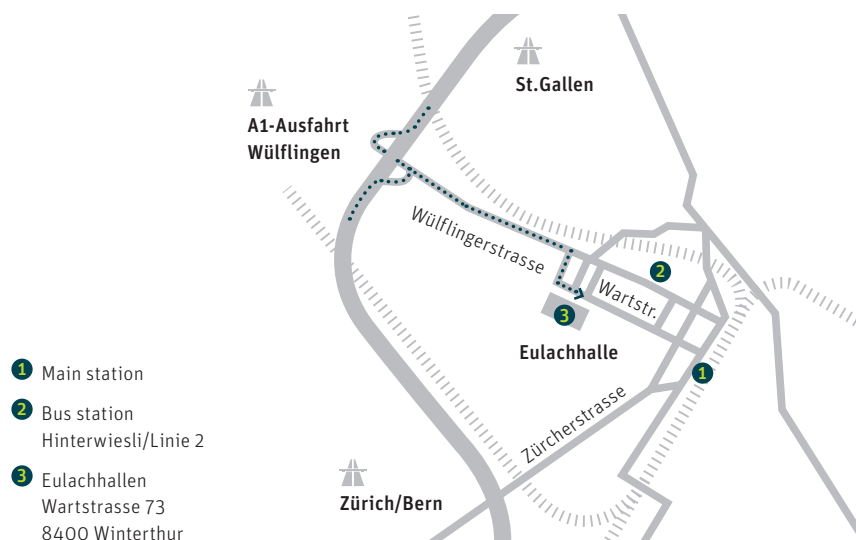 St.Gallen
A1-Ausfahrt
Wülflingen
Wülflingerstrasse
2
Wartstr.
3
Eulachhalle
1
Zürcherstrasse
Zürich/Bern
1 Main station
2 Bus station
Hinterwiesli/Linie 2
3 Eulachhallen
Wartstrasse 73
8400 Winterthur